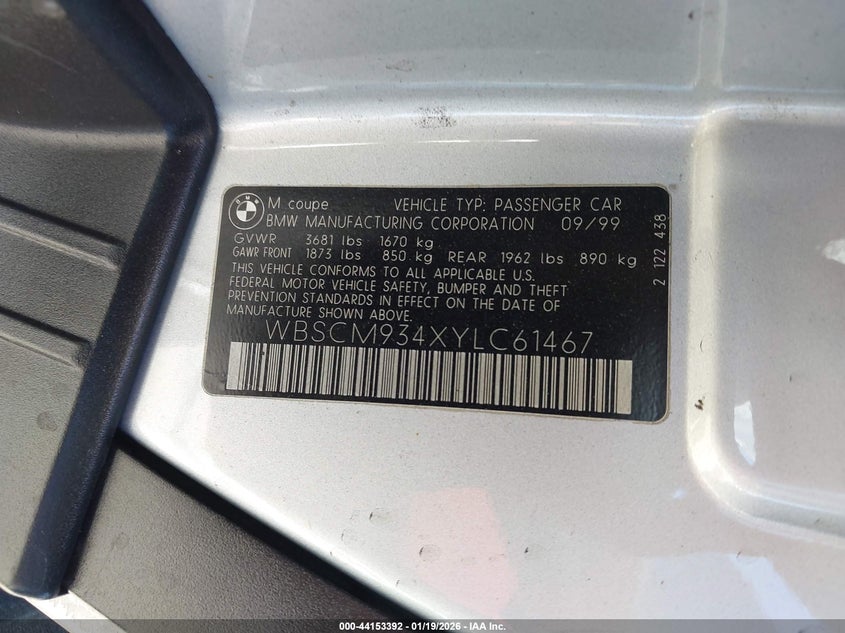 BMW
M coupe VEHICLE TYP: PASSENGER CAR
BMW MANUFACTURING CORPORATION 09/99
GVWR 3681 lbs 1670 kg
GAWR FRONT 1873 lbs 850 kg REAR 1962 lbs 890 kg
THIS VEHICLE CONFORMS TO ALL APPLICABLE U.S.
FEDERAL MOTOR VEHICLE SAFETY, BUMPER AND THEFT
PREVENTION STANDARDS IN EFFECT ON THE DATE OF
MANUFACTURE SHOWN ABOVE.
WBSCM934XYLC61467
2 122 438
000-44153392 - 01/19/2026 - IAA Inc.